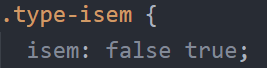 .type-isem {
isem: false true;